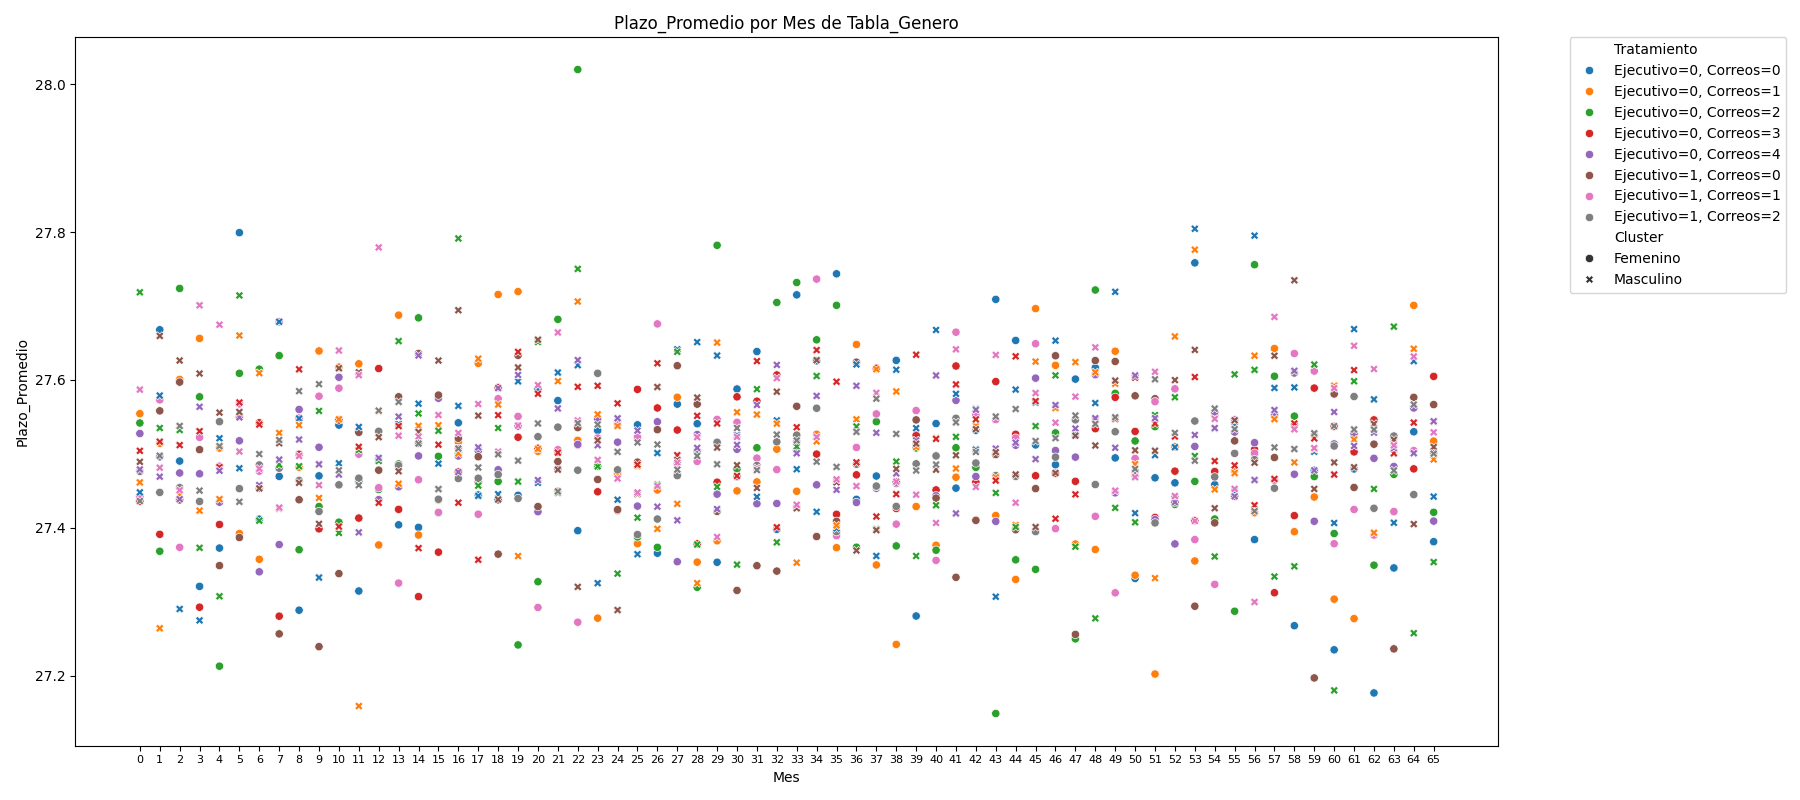 Plazo_Promedio por Mes de Tabla_Genero
28.0
27.8
27.6
27.4
27.2
Plazo_Promedio
0 1 2 3 4 5 6 7 8 9 10 11 12 13 14 15 16 17 18 19 20 21 22 23 24 25 26 27 28 29 30 31 32 33 34 35 36 37 38 39 40 41 42 43 44 45 46 47 48 49 50 51 52 53 54 55 56 57 58 59 60 61 62 63 64 65
Mes
Tratamiento
Ejecutivo=0, Correos=0
Ejecutivo=0, Correos=1
Ejecutivo=0, Correos=2
Ejecutivo=0, Correos=3
Ejecutivo=0, Correos=4
Ejecutivo=1, Correos=0
Ejecutivo=1, Correos=1
Ejecutivo=1, Correos=2
Cluster
Femenino
Masculino